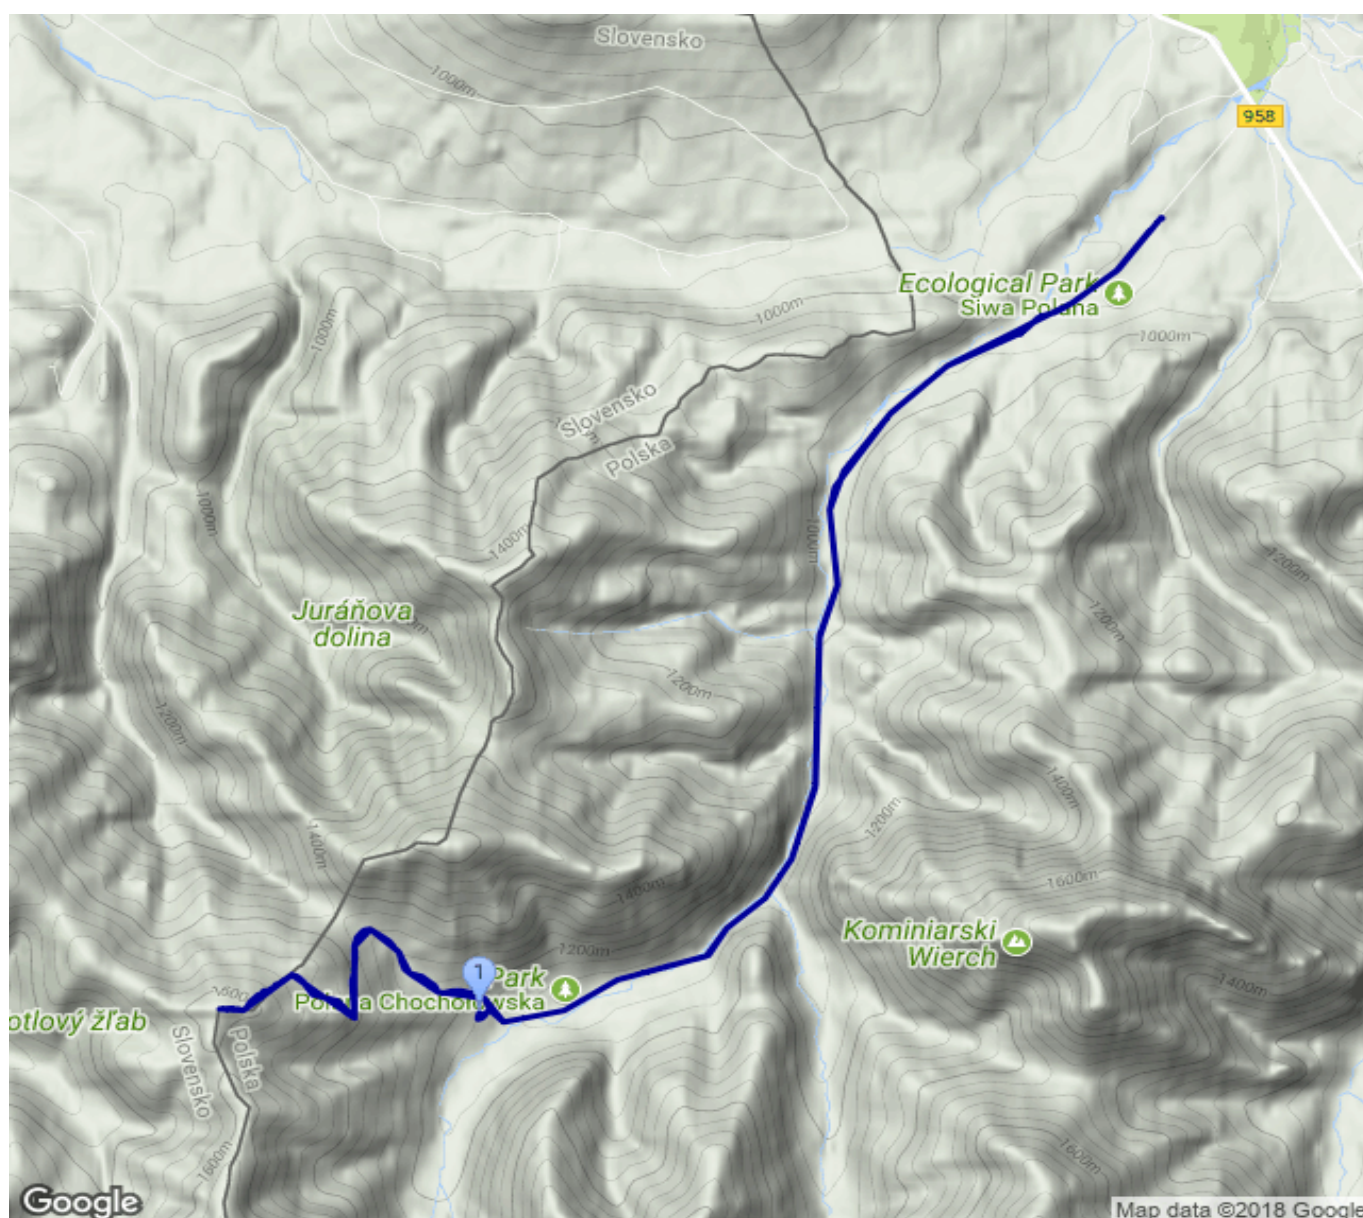 Slovensko
1000m
958
Ecological Park
Siwa Polana
1000m
1000m
1000m
Slovensko
Polska
1000m
1400m
1000m
1200m
Juráňova
dolina
1200m
1200m
1200m
1400m
1200m
1400m
1400m
1600m
Kominiarski
Wierch
1200m
1
Park
Polana Chochołowska
1400m
otlový žľab
Slovensko
Polska
1600m
1600m
Google
Map data ©2018 Google